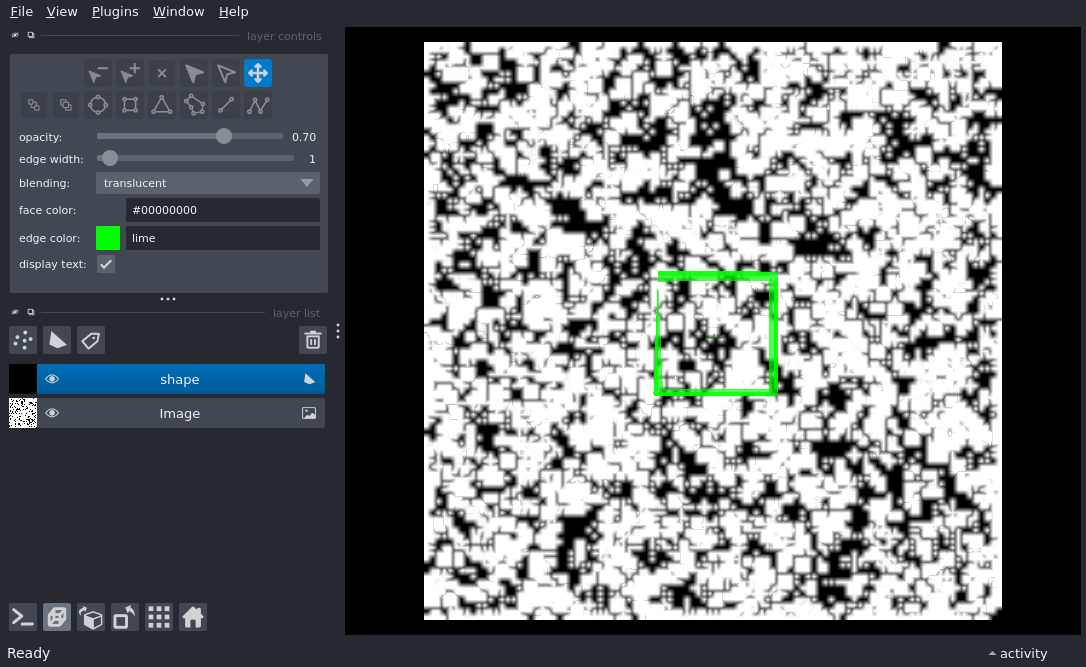 File View Plugins Window Help
layer controls
opacity: 0.70
edge width: 1
blending: translucent
face color: #00000000
edge color: lime
display text:
layer list
shape
Image
Ready activity